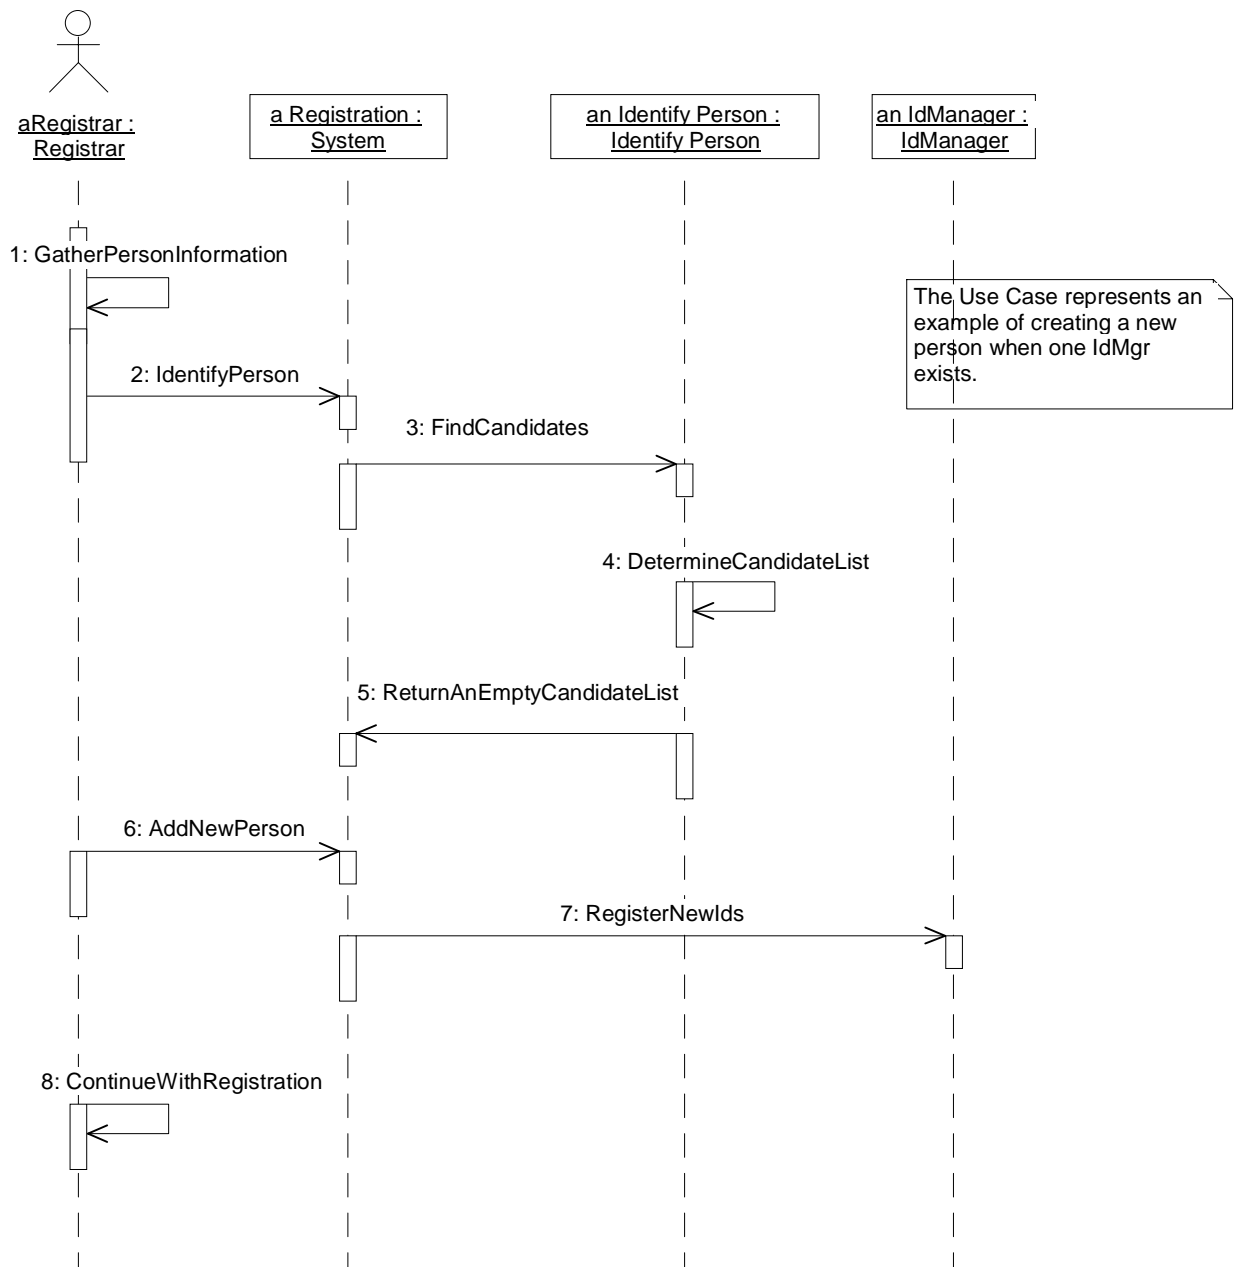 aRegistrar :
Registrar
a Registration :
System
an Identify Person :
Identify Person
an IdManager :
IdManager
1: GatherPersonInformation
The Use Case represents an
example of creating a new
person when one IdMgr
exists.
2: IdentifyPerson
3: FindCandidates
4: DetermineCandidateList
5: ReturnAnEmptyCandidateList
6: AddNewPerson
7: RegisterNewIds
8: ContinueWithRegistration